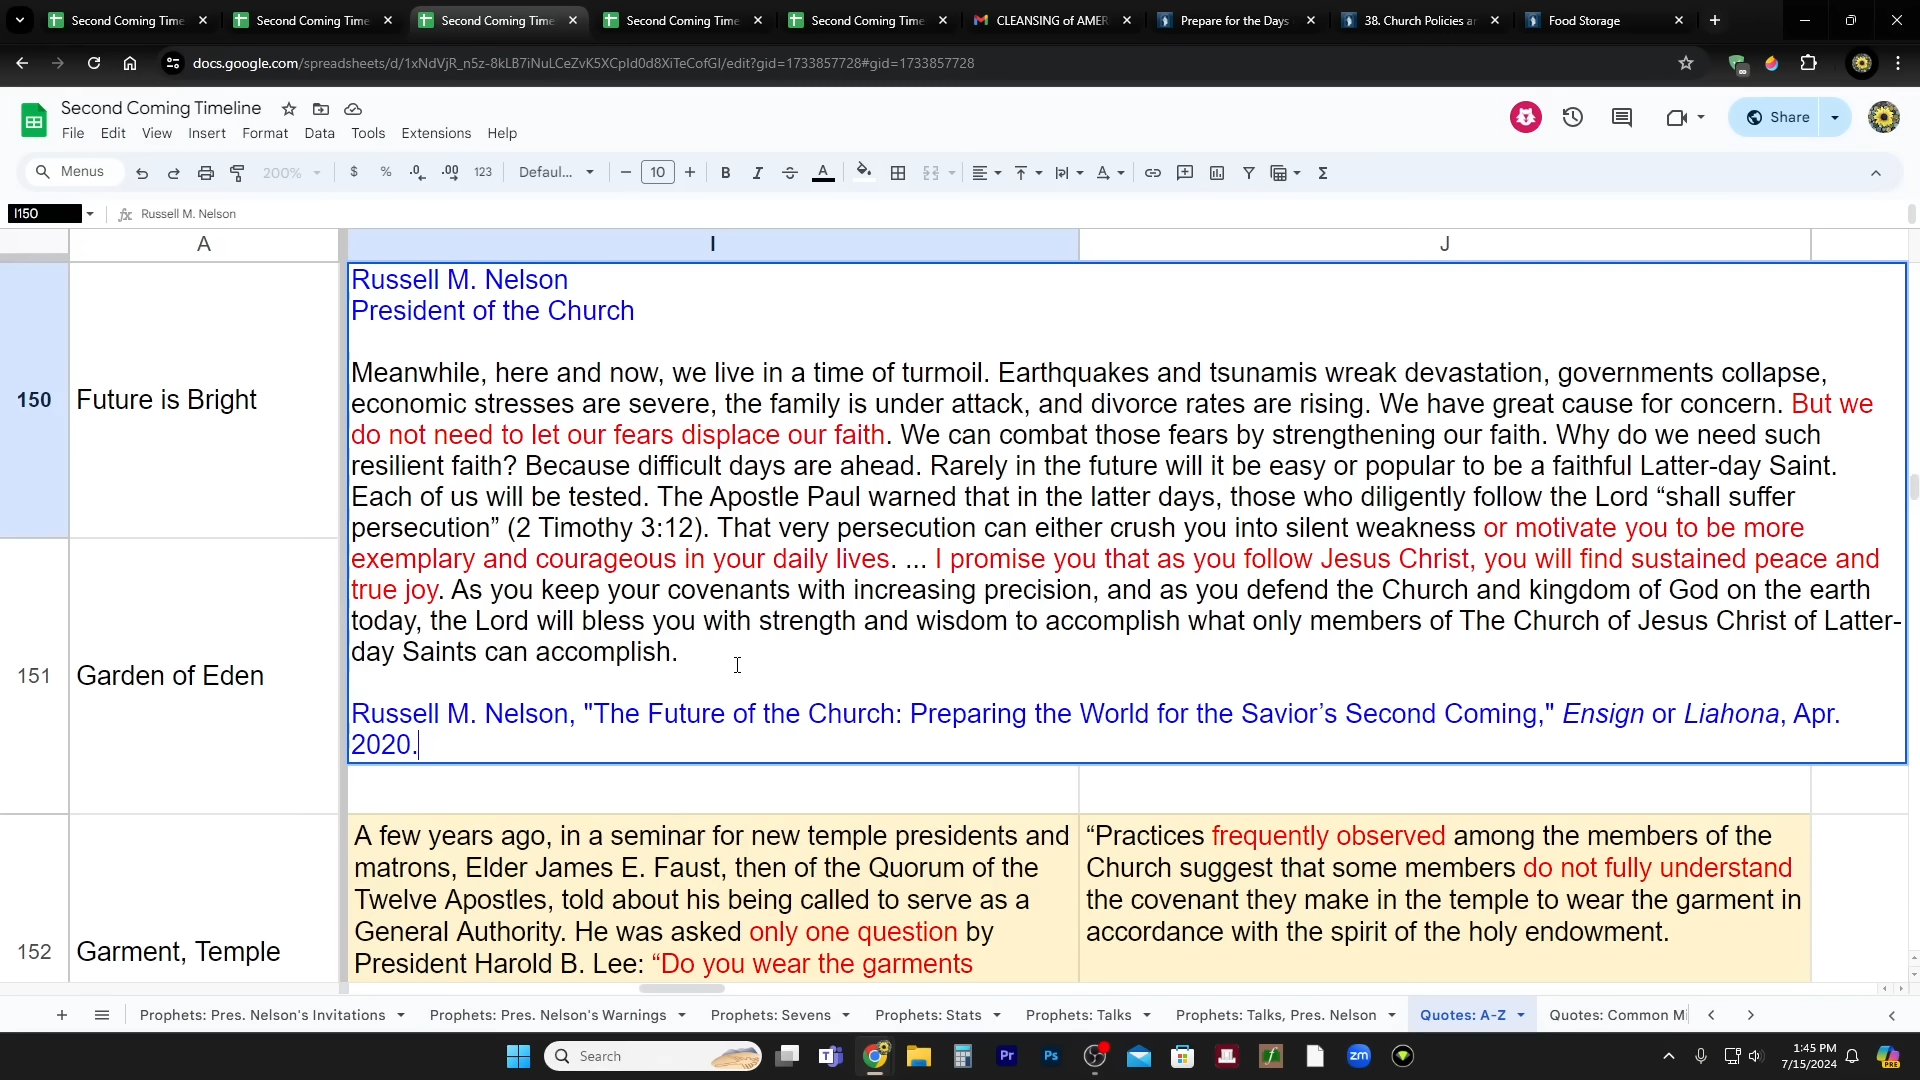 Second Coming Time
Second Coming Time
Second Coming Time
Second Coming Time
Second Coming Time
CLEANSING of AMER
Prepare for the Days
38. Church Policies an
Food Storage
docs.google.com/spreadsheets/d/1xNdVjR_n5z-8kLB7iNuLCeZvK5XCpId0d8XiTeCofGI/edit?gid=1733857728#gid=1733857728
Second Coming Timeline
File Edit View Insert Format Data Tools Extensions Help
Share
Menus 200% $ % .0 .00 123 Defaul... 10 B I A
I150 fx Russell M. Nelson
A I J
Russell M. Nelson
President of the Church
150 Future is Bright
Meanwhile, here and now, we live in a time of turmoil. Earthquakes and tsunamis wreak devastation, governments collapse,
economic stresses are severe, the family is under attack, and divorce rates are rising. We have great cause for concern. But we
do not need to let our fears displace our faith. We can combat those fears by strengthening our faith. Why do we need such
resilient faith? Because difficult days are ahead. Rarely in the future will it be easy or popular to be a faithful Latter-day Saint.
Each of us will be tested. The Apostle Paul warned that in the latter days, those who diligently follow the Lord “shall suffer
persecution” (2 Timothy 3:12). That very persecution can either crush you into silent weakness or motivate you to be more
exemplary and courageous in your daily lives. ... I promise you that as you follow Jesus Christ, you will find sustained peace and
true joy. As you keep your covenants with increasing precision, and as you defend the Church and kingdom of God on the earth
today, the Lord will bless you with strength and wisdom to accomplish what only members of The Church of Jesus Christ of Latter-
day Saints can accomplish.
151 Garden of Eden
Russell M. Nelson, "The Future of the Church: Preparing the World for the Savior’s Second Coming," Ensign or Liahona, Apr.
2020.
152 Garment, Temple
A few years ago, in a seminar for new temple presidents and
matrons, Elder James E. Faust, then of the Quorum of the
Twelve Apostles, told about his being called to serve as a
General Authority. He was asked only one question by
President Harold B. Lee: “Do you wear the garments
“Practices frequently observed among the members of the
Church suggest that some members do not fully understand
the covenant they make in the temple to wear the garment in
accordance with the spirit of the holy endowment.
Prophets: Pres. Nelson's Invitations
Prophets: Pres. Nelson's Warnings
Prophets: Sevens
Prophets: Stats
Prophets: Talks
Prophets: Talks, Pres. Nelson
Quotes: A-Z
Quotes: Common Mi
Search
Pr
Ps
zm
1:45 PM
7/15/2024